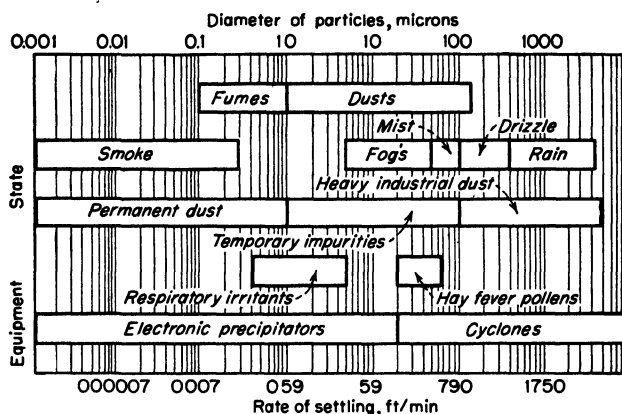 Diameter of particles, microns
0.001 0.01 0.1 1.0 10 100 1000
Fumes Dusts
Mist Drizzle
Smoke Fog's Rain
Heavy industrial dust
Permanent dust
Temporary impurities
Respiratory irritants Hay fever pollens
Electronic precipitators Cyclones
000007 0007 059 59 790 1750
Rate of settling, ft/min
State
Equipment